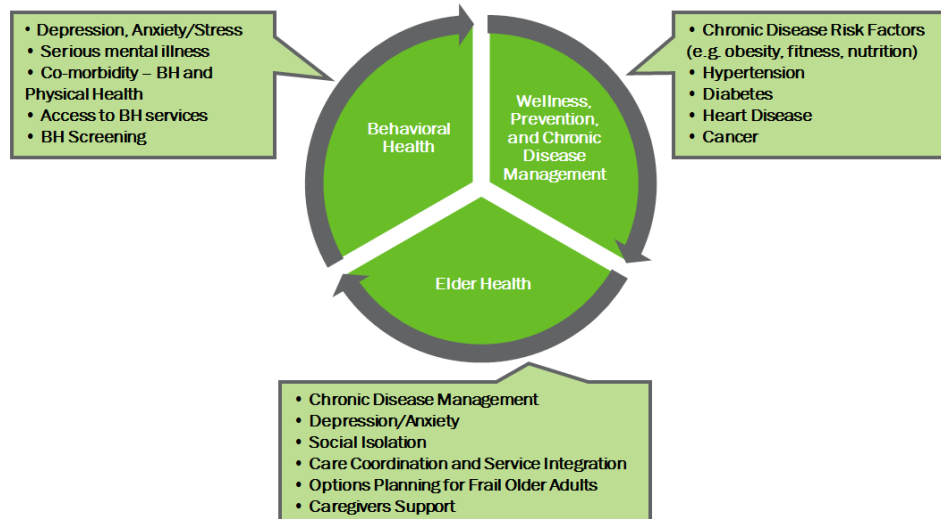 • Depression, Anxiety/Stress
• Serious mental illness
• Co-morbidity – BH and
Physical Health
• Access to BH services
• BH Screening
Behavioral
Health
Wellness,
Prevention,
and Chronic
Disease
Management
• Chronic Disease Risk Factors
(e.g. obesity, fitness, nutrition)
• Hypertension
• Diabetes
• Heart Disease
• Cancer
Elder Health
• Chronic Disease Management
• Depression/Anxiety
• Social Isolation
• Care Coordination and Service Integration
• Options Planning for Frail Older Adults
• Caregivers Support